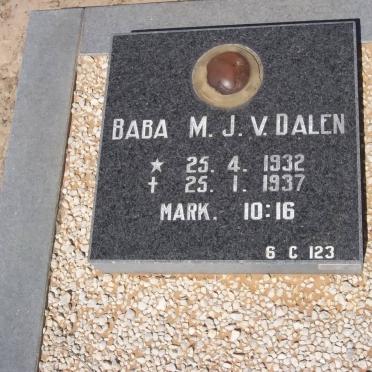 BABA M. J. V. DALEN
★ 25. 4. 1932
✝ 25. 1. 1937
MARK. 10:16
6 C 123